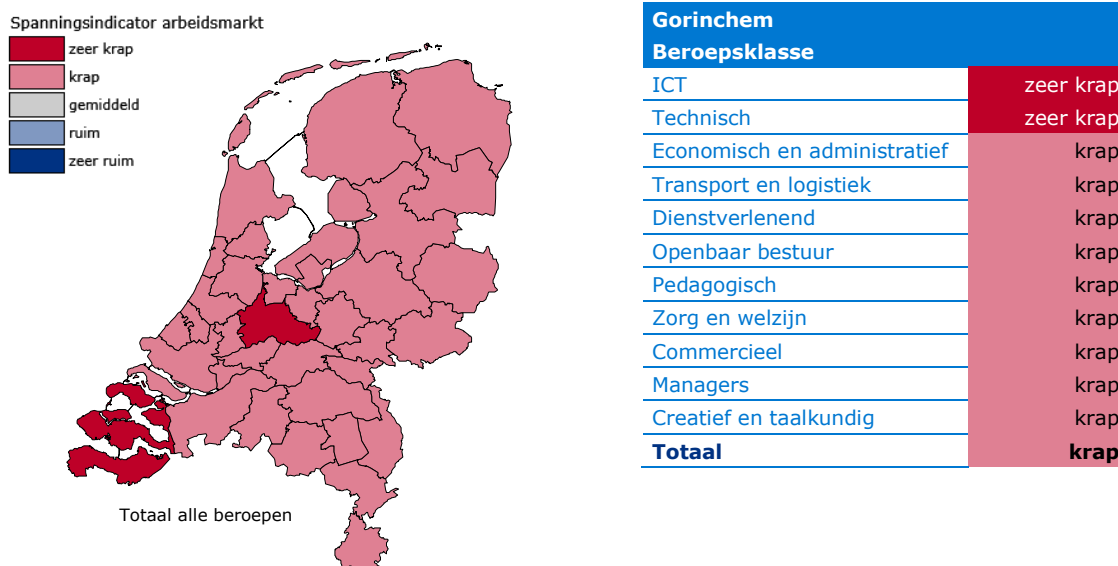 Spanningsindicator arbeidsmarkt
zeer krap
krap
gemiddeld
ruim
zeer ruim
Totaal alle beroepen
Gorinchem
Beroepsklasse
ICT zeer krap
Technisch zeer krap
Economisch en administratief krap
Transport en logistiek krap
Dienstverlenend krap
Openbaar bestuur krap
Pedagogisch krap
Zorg en welzijn krap
Commercieel krap
Managers krap
Creatief en taalkundig krap
Totaal krap